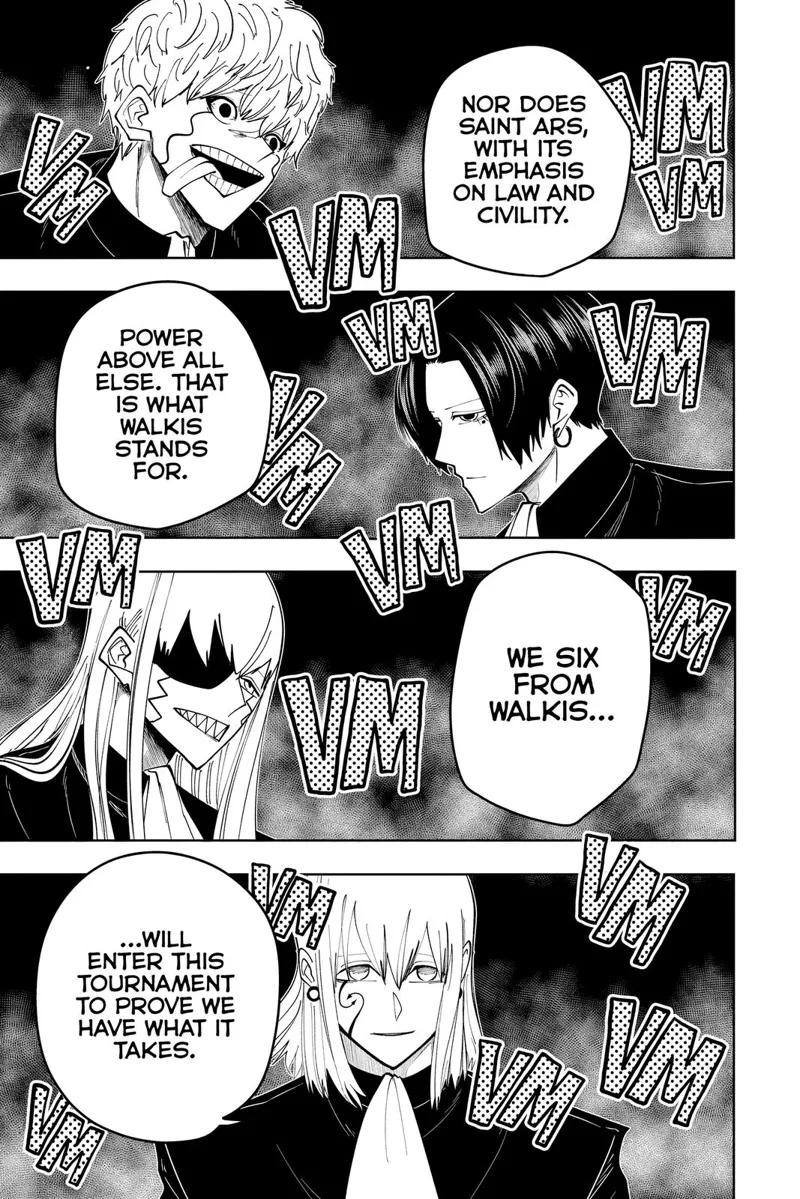 VM
VM
NOR DOES
SAINT ARS,
WITH ITS
EMPHASIS
ON LAW AND
CIVILITY.
VM
VM
VM
VM
POWER
ABOVE ALL
ELSE. THAT
IS WHAT
WALKIS
STANDS
FOR.
VM
VM
VM
VM
WE SIX
FROM
WALKIS...
VM
VM
VM
...WILL
ENTER THIS
TOURNAMENT
TO PROVE WE
HAVE WHAT IT
TAKES.
VM
VM
VM
VM